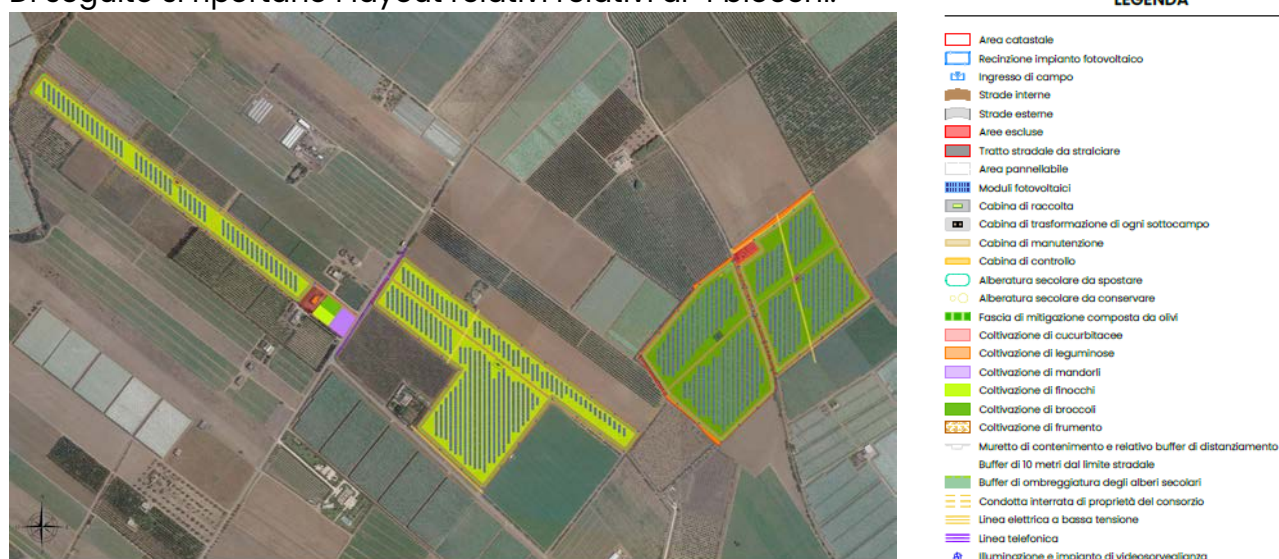 Di seguito si riportano i layout relativi relativi ai 4 blocchi:
LEGENDA
Area catastale
Recinzione impianto fotovoltaico
Ingresso di campo
Strade interne
Strade esterne
Aree escluse
Tratto stradale da stralciare
Area pannellabile
Moduli fotovoltaici
Cabina di raccolta
Cabina di trasformazione di ogni sottocampo
Cabina di manutenzione
Cabina di controllo
Alberatura secolare da spostare
Alberatura secolare da conservare
Fascia di mitigazione composta da olivi
Coltivazione di cucurbitacee
Coltivazione di leguminose
Coltivazione di mandorli
Coltivazione di finocchi
Coltivazione di broccoli
Coltivazione di frumento
Muretto di contenimento e relativo buffer di distanziamento
Buffer di 10 metri dal limite stradale
Buffer di ombreggiatura degli alberi secolari
Condotta interrata di proprietà del consorzio
Linea elettrica a bassa tensione
Linea telefonica
Illuminazione e impianto di videosorveglianza